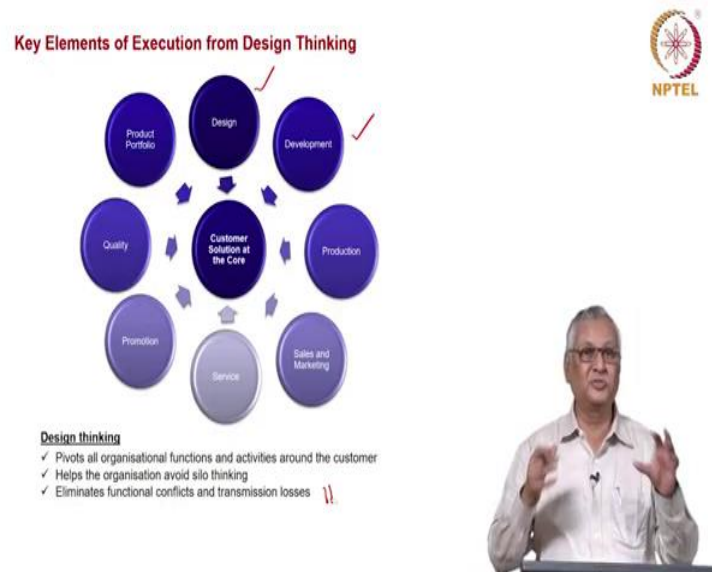 Key Elements of Execution from Design Thinking
NPTEL
Design
Development
Production
Sales and
Marketing
Service
Promotion
Quality
Product
Portfolio
Customer
Solution at
the Core
Design thinking
✓ Pivots all organisational functions and activities around the customer
✓ Helps the organisation avoid silo thinking
✓ Eliminates functional conflicts and transmission losses